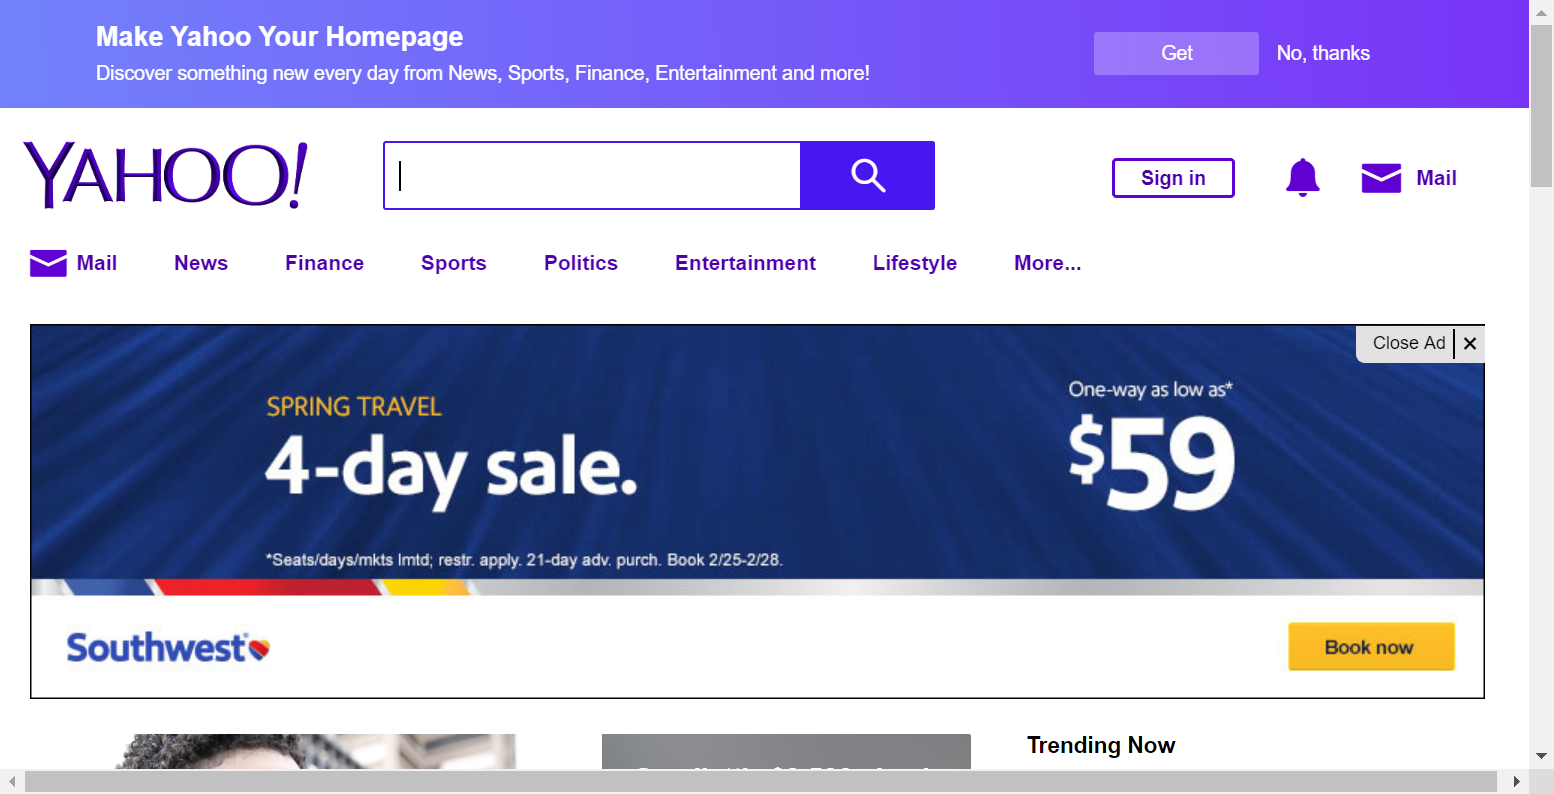 Make Yahoo Your Homepage
Discover something new every day from News, Sports, Finance, Entertainment and more!
Get
No, thanks
YAHOO!
Sign in
Mail
Mail
News
Finance
Sports
Politics
Entertainment
Lifestyle
More...
Close Ad
SPRING TRAVEL
4-day sale.
One-way as low as*
$59
*Seats/days/mkts lmtd; restr. apply. 21-day adv. purch. Book 2/25-2/28.
Southwest®
Book now
Trending Now